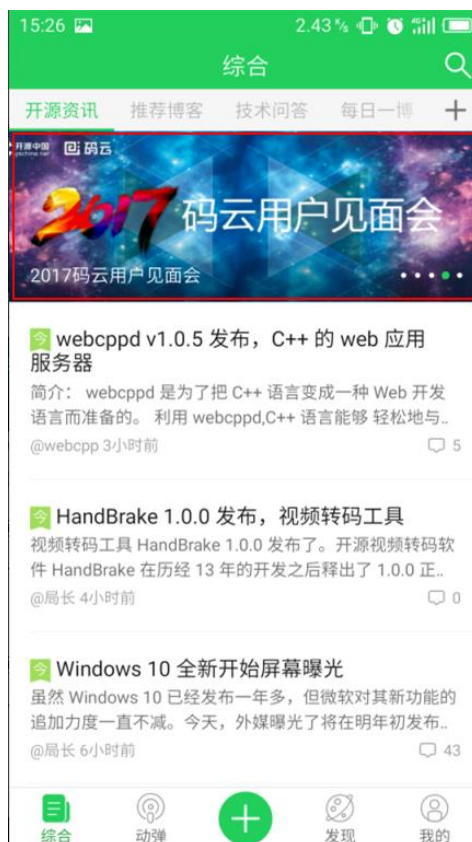 15:26
2.43 K/s
4G
综合
开源资讯 推荐博客 技术问答 每日一博
开源中国 码云
2017 码云用户见面会
2017码云用户见面会
今 webcppd v1.0.5 发布，C++ 的 web 应用
服务器
简介： webcppd 是为了把 C++ 语言变成一种 Web 开发
语言而准备的。 利用 webcppd,C++ 语言能够 轻松地与..
@webcpp 3小时前 5
今 HandBrake 1.0.0 发布，视频转码工具
视频转码工具 HandBrake 1.0.0 发布了。开源视频转码软
件 HandBrake 在历经 13 年的开发之后释出了 1.0.0 正..
@局长 4小时前 0
今 Windows 10 全新开始屏幕曝光
虽然 Windows 10 已经发布一年多，但微软对其新功能的
追加力度一直不减。今天，外媒曝光了将在明年初发布..
@局长 6小时前 43
综合 动弹 发现 我的